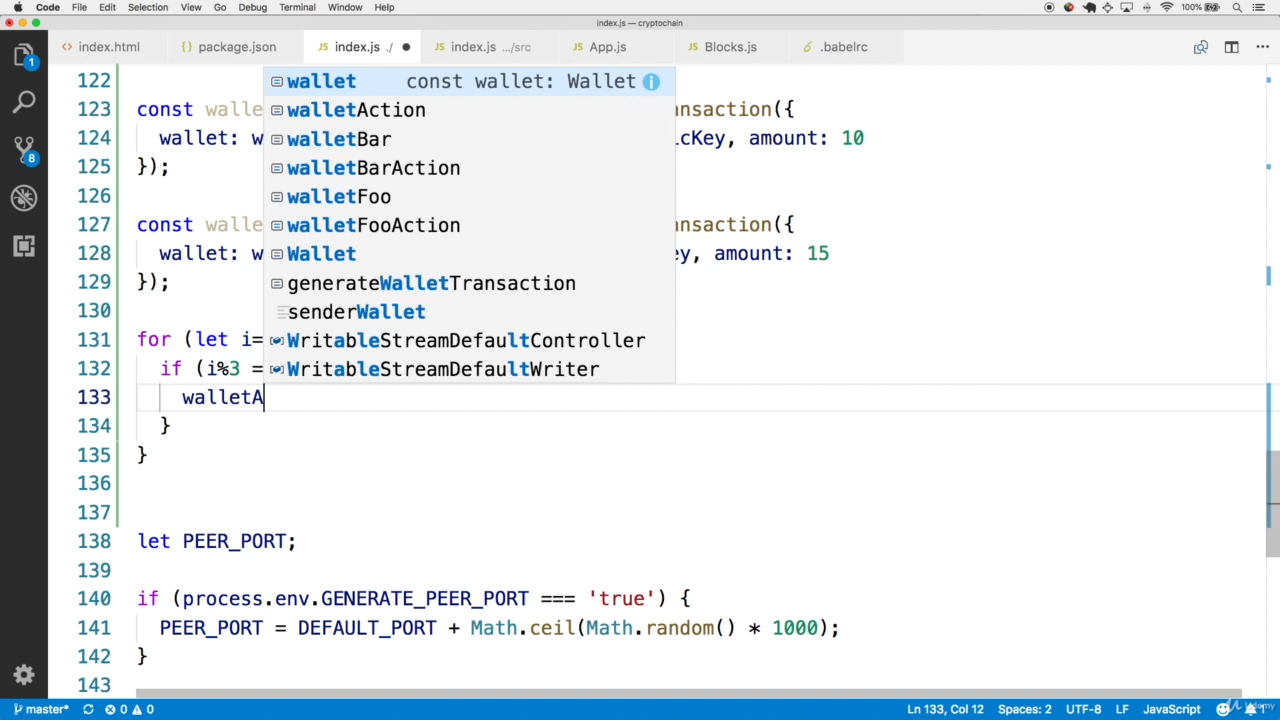 Code File Edit Selection View Go Debug Terminal Window Help 100%
index.js — cryptochain
index.html package.json index.js ./ index.js .../src App.js Blocks.js .babelrc
122
123 const walle nsaction({
124 wallet: w icKey, amount: 10
125 });
126
127 const walle nsaction({
128 wallet: w ey, amount: 15
129 });
130
131 for (let i=
132 if (i%3 =
133 walletA
134 }
135 }
136
137
138 let PEER_PORT;
139
140 if (process.env.GENERATE_PEER_PORT === 'true') {
141 PEER_PORT = DEFAULT_PORT + Math.ceil(Math.random() * 1000);
142 }
143
wallet const wallet: Wallet
walletAction
walletBar
walletBarAction
walletFoo
walletFooAction
Wallet
generateWalletTransaction
senderWallet
WritableStreamDefaultController
WritableStreamDefaultWriter
1
8
master* 0 0 Ln 133, Col 12 Spaces: 2 UTF-8 LF JavaScript 1
Udemy